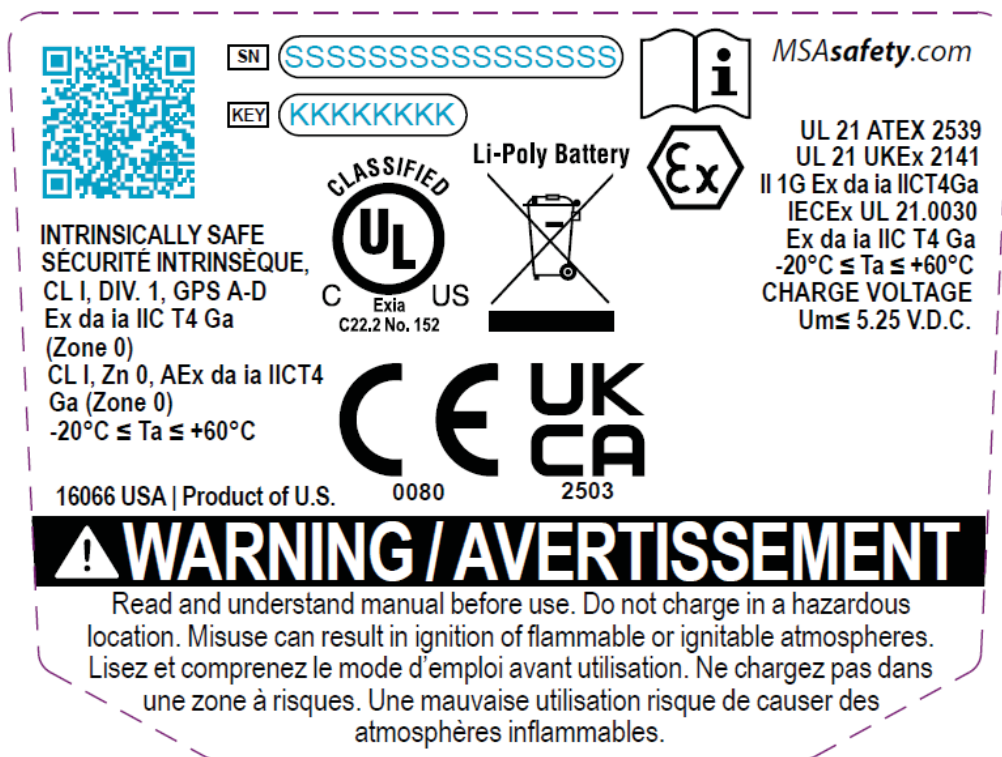 SN SSSSSSSSSSSSSSSS
KEY KKKKKKKK
i
MSAsafety.com
CLASSIFIED
UL
C US
Exia
C22.2 No. 152
Li-Poly Battery
Ex
UL 21 ATEX 2539
UL 21 UKEx 2141
II 1G Ex da ia IICT4Ga
IECEx UL 21.0030
Ex da ia IIC T4 Ga
-20°C ≤ Ta ≤ +60°C
CHARGE VOLTAGE
Um≤ 5.25 V.D.C.
INTRINSICALLY SAFE
SÉCURITÉ INTRINSÈQUE,
CL I, DIV. 1, GPS A-D
Ex da ia IIC T4 Ga
(Zone 0)
CL I, Zn 0, AEx da ia IICT4
Ga (Zone 0)
-20°C ≤ Ta ≤ +60°C
CE
0080
UK
CA
2503
16066 USA | Product of U.S.
WARNING / AVERTISSEMENT
Read and understand manual before use. Do not charge in a hazardous
location. Misuse can result in ignition of flammable or ignitable atmospheres.
Lisez et comprenez le mode d’emploi avant utilisation. Ne chargez pas dans
une zone à risques. Une mauvaise utilisation risque de causer des
atmosphères inflammables.